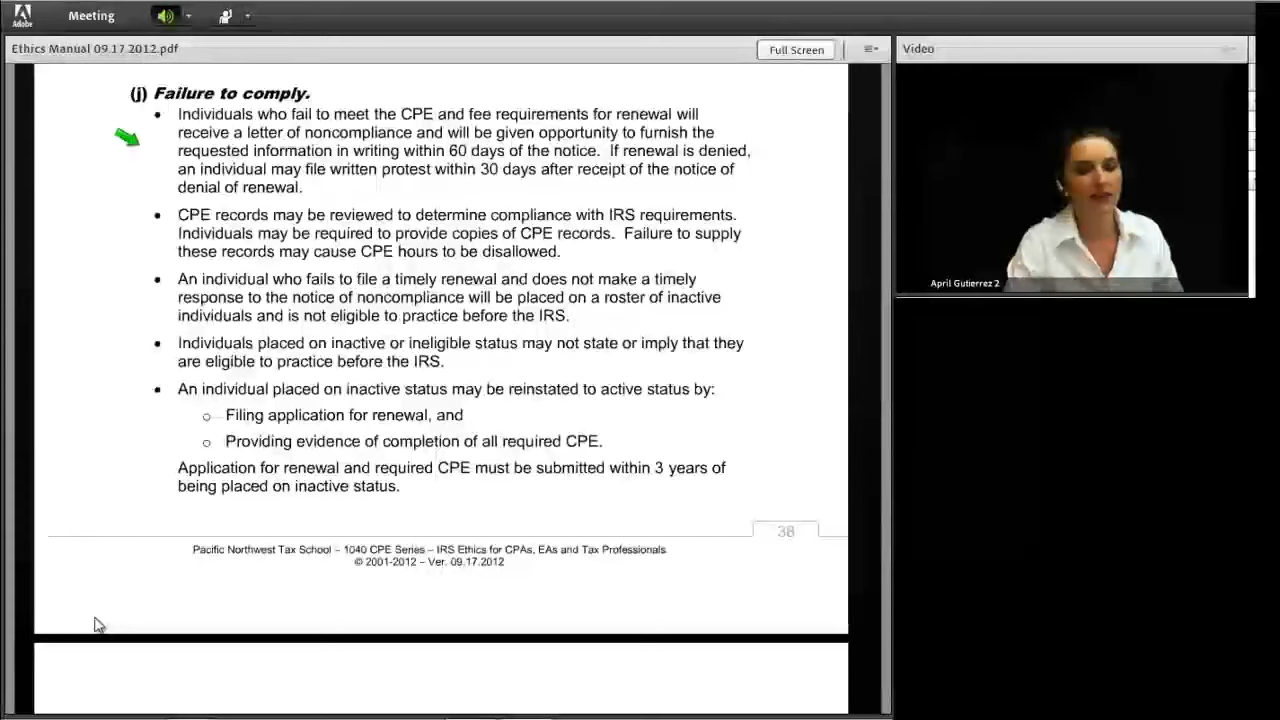 Adobe
Meeting
Ethics Manual 09.17 2012.pdf
Full Screen
Video
(j) Failure to comply.
• Individuals who fail to meet the CPE and fee requirements for renewal will
receive a letter of noncompliance and will be given opportunity to furnish the
requested information in writing within 60 days of the notice. If renewal is denied,
an individual may file written protest within 30 days after receipt of the notice of
denial of renewal.
• CPE records may be reviewed to determine compliance with IRS requirements.
Individuals may be required to provide copies of CPE records. Failure to supply
these records may cause CPE hours to be disallowed.
• An individual who fails to file a timely renewal and does not make a timely
response to the notice of noncompliance will be placed on a roster of inactive
individuals and is not eligible to practice before the IRS.
• Individuals placed on inactive or ineligible status may not state or imply that they
are eligible to practice before the IRS.
• An individual placed on inactive status may be reinstated to active status by:
o Filing application for renewal, and
o Providing evidence of completion of all required CPE.
Application for renewal and required CPE must be submitted within 3 years of
being placed on inactive status.
38
Pacific Northwest Tax School – 1040 CPE Series – IRS Ethics for CPAs, EAs and Tax Professionals
© 2001-2012 – Ver. 09.17.2012
April Gutierrez 2